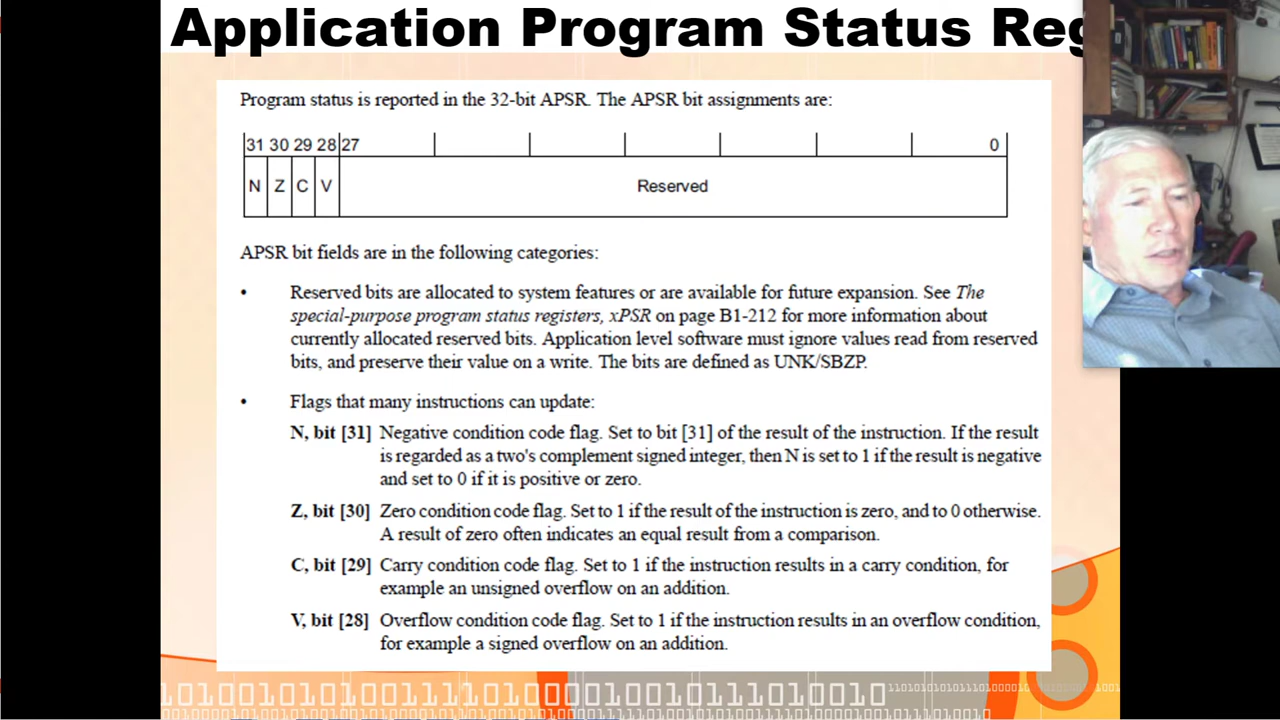 Application Program Status Reg
Program status is reported in the 32-bit APSR. The APSR bit assignments are:
31 30 29 28 27 0
N Z C V Reserved
APSR bit fields are in the following categories:
• Reserved bits are allocated to system features or are available for future expansion. See The
special-purpose program status registers, xPSR on page B1-212 for more information about
currently allocated reserved bits. Application level software must ignore values read from reserved
bits, and preserve their value on a write. The bits are defined as UNK/SBZP.
• Flags that many instructions can update:
N, bit [31] Negative condition code flag. Set to bit [31] of the result of the instruction. If the result
is regarded as a two's complement signed integer, then N is set to 1 if the result is negative
and set to 0 if it is positive or zero.
Z, bit [30] Zero condition code flag. Set to 1 if the result of the instruction is zero, and to 0 otherwise.
A result of zero often indicates an equal result from a comparison.
C, bit [29] Carry condition code flag. Set to 1 if the instruction results in a carry condition, for
example an unsigned overflow on an addition.
V, bit [28] Overflow condition code flag. Set to 1 if the instruction results in an overflow condition,
for example a signed overflow on an addition.